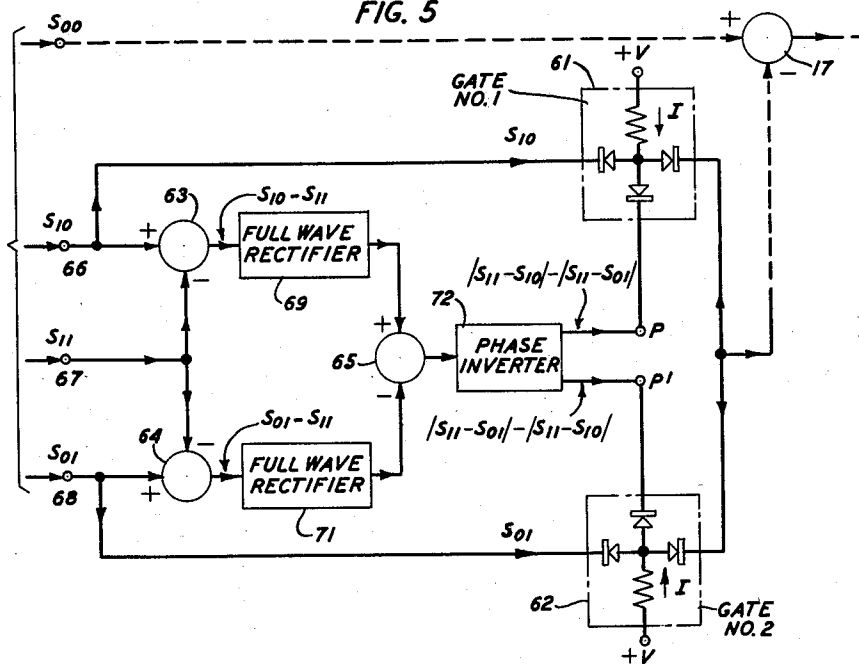 FIG. 5
S00
+
17
-
+V
61
GATE
NO. 1
I
S10
63
S10-S11
S10
+
66
-
FULL WAVE
RECTIFIER
69
/S11-S10/-/S11-S01/
72
+
S11
67
65
PHASE
INVERTER
P
P'
-
/S11-S01/-/S11-S10/
64
-
S01-S11
S01
+
68
FULL WAVE
RECTIFIER
71
S01
62
I
GATE
NO. 2
+V